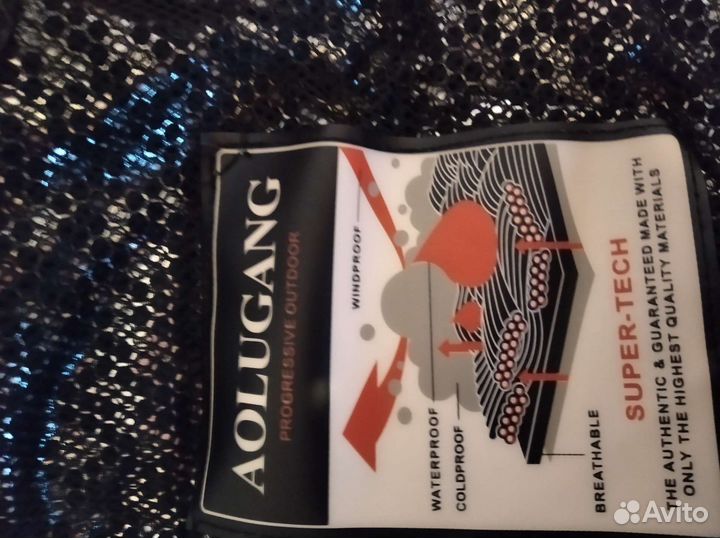 AOLUGANG
PROGRESSIVE OUTDOOR
WINDPROOF
WATERPROOF
COLDPROOF
BREATHABLE
SUPER-TECH
THE AUTHENTIC & GUARANTEED MADE WITH
ONLY THE HIGHEST QUALITY MATERIALS
Avito